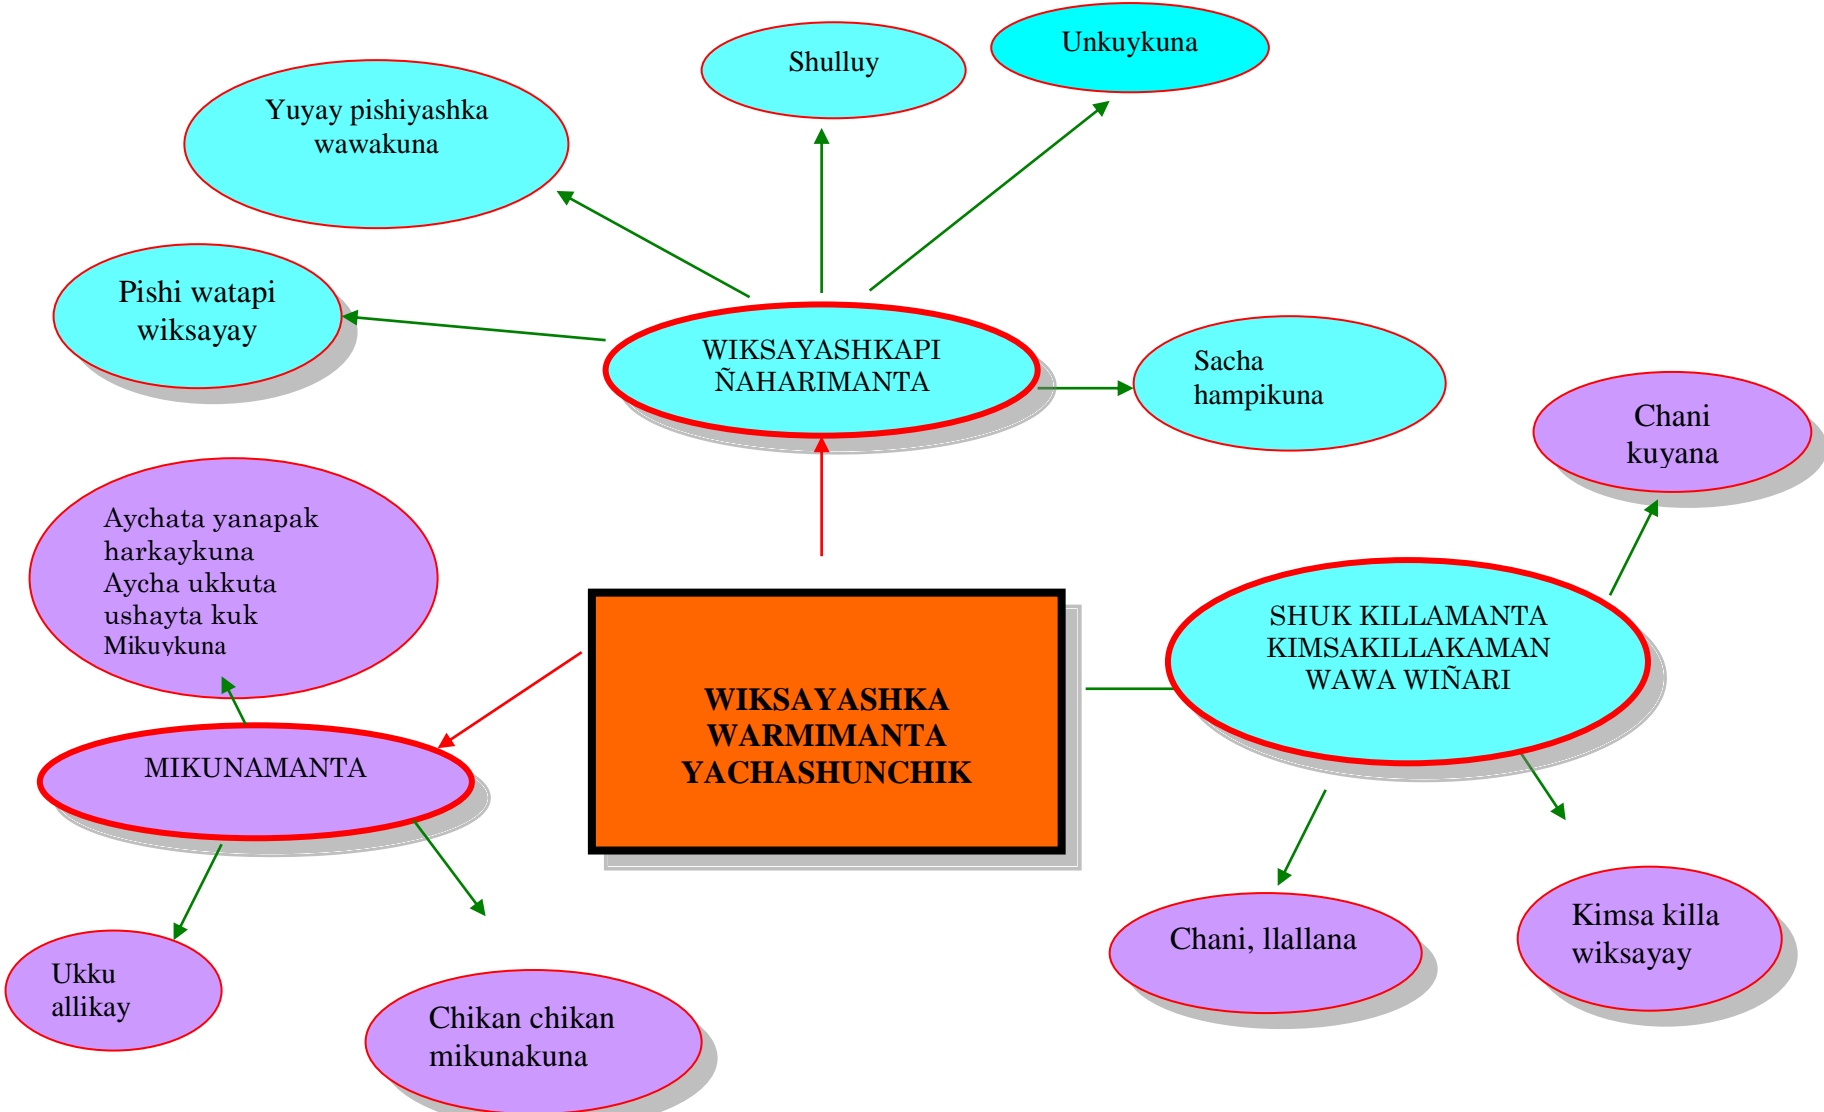 Unkuykuna
Shulluy
Yuyay pishiyashka
wawakuna
Pishi watapi
wiksayay
WIKSAYASHKAPI
ÑAHARIMANTA
Sacha
hampikuna
Chani
kuyana
Aychata yanapak
harkaykuna
Aycha ukkuta
ushayta kuk
Mikuykuna
SHUK KILLAMANTA
KIMSAKILLAKAMAN
WAWA WIÑARI
WIKSAYASHKA
WARMIMANTA
YACHASHUNCHIK
MIKUNAMANTA
Chani, llallana
Kimsa killa
wiksayay
Ukku
allikay
Chikan chikan
mikunakuna